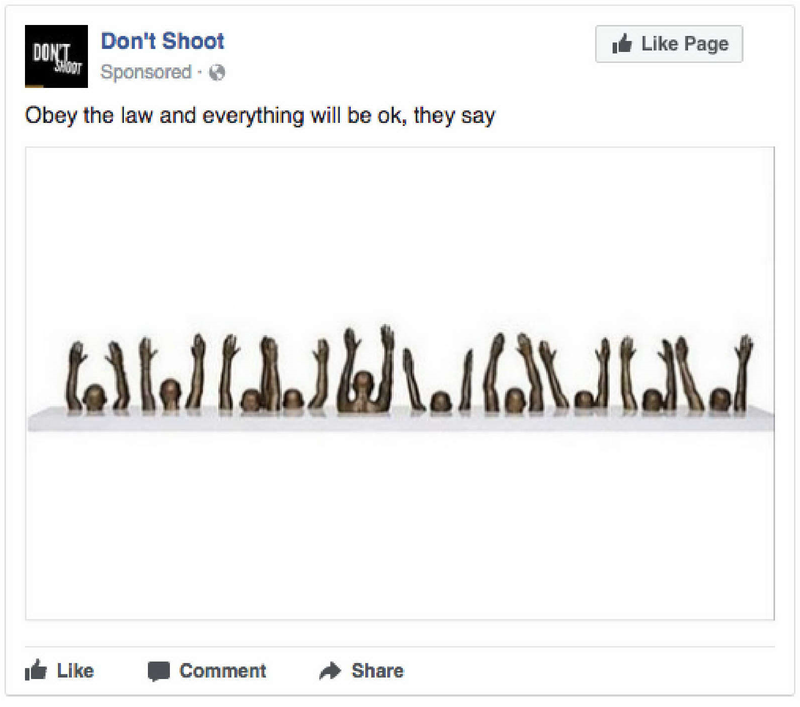 DON'T
SHOOT
Don't Shoot
Like Page
Sponsored ·
Obey the law and everything will be ok, they say
Like
Comment
Share